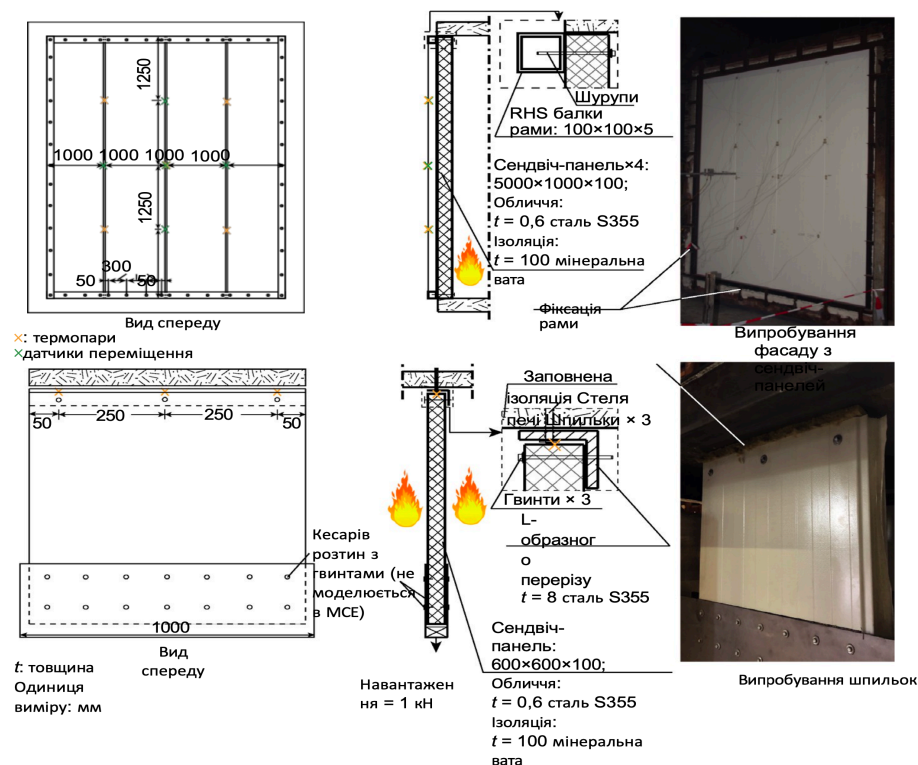 1250
1000
1000
1000
1000
1250
300
50
50
Вид спереду
×: термопари
×датчики переміщення
Шурупи
RHS балки
рами: 100×100×5
Сендвіч-панель×4:
5000×1000×100;
Обличчя:
t = 0,6 сталь S355
Ізоляція:
t = 100 мінеральна
вата
Фіксація
рами
Випробування
фасаду з
сендвіч-
панелей
50
250
250
50
Кесарів
розтин з
гвинтами (не
моделюється
в МСЕ)
1000
Вид
спереду
t: товщина
Одиниця
виміру: мм
Заповнена
ізоляція Стеля
печі Шпильки × 3
Гвинти × 3
L-
образног
о
перерізу
t = 8 сталь S355
Сендвіч-
панель:
600×600×100;
Обличчя:
t = 0,6 сталь S355
Ізоляція:
t = 100 мінеральна
вата
Навантажен
ня = 1 кН
Випробування шпильок